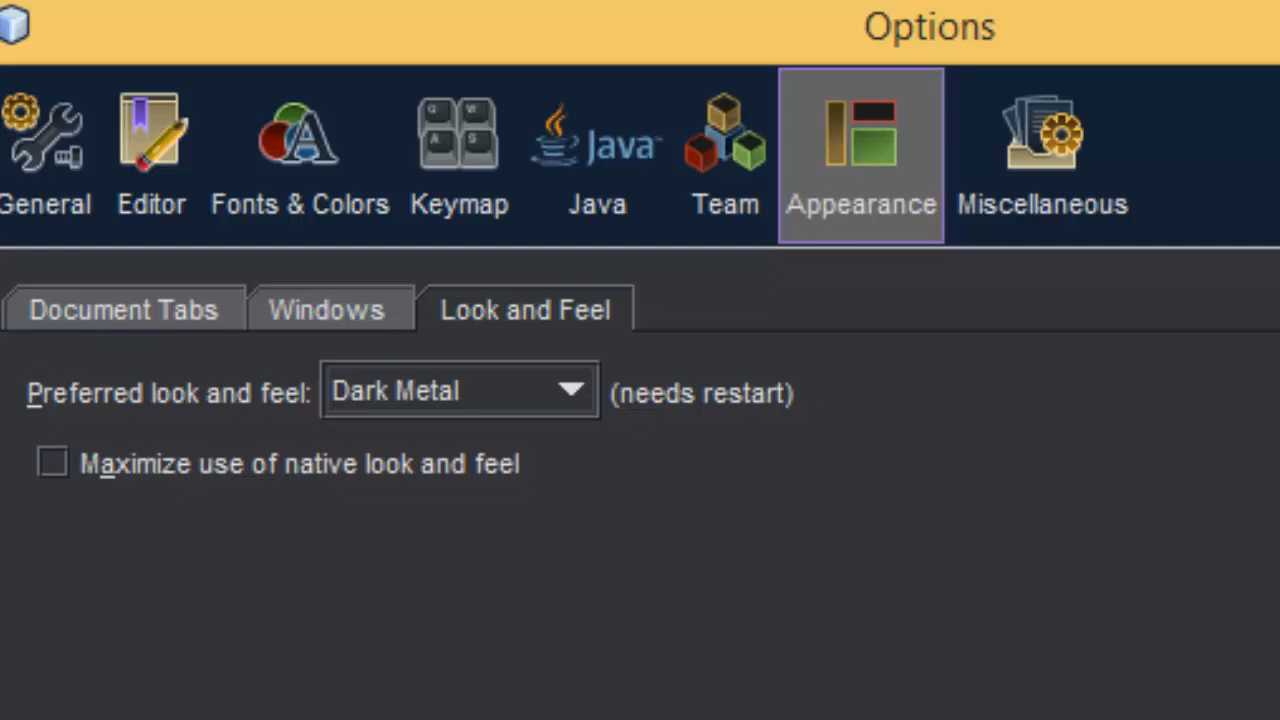 Options
General Editor Fonts & Colors Keymap Java Team Appearance Miscellaneous
Document Tabs Windows Look and Feel
Preferred look and feel: Dark Metal (needs restart)
Maximize use of native look and feel